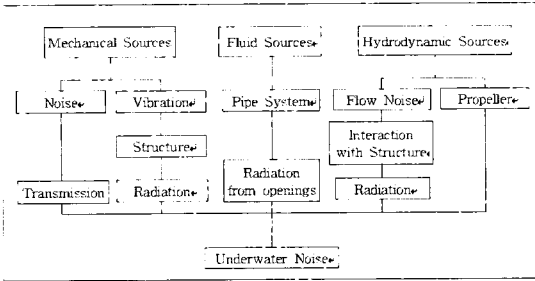 Mechanical Sources
Fluid Sources
Hydrodynamic Sources
Noise
Vibration
Pipe System
Flow Noise
Propeller
Structure
Interaction
with Structure
Transmission
Radiation
Radiation
from openings
Radiation
Underwater Noise